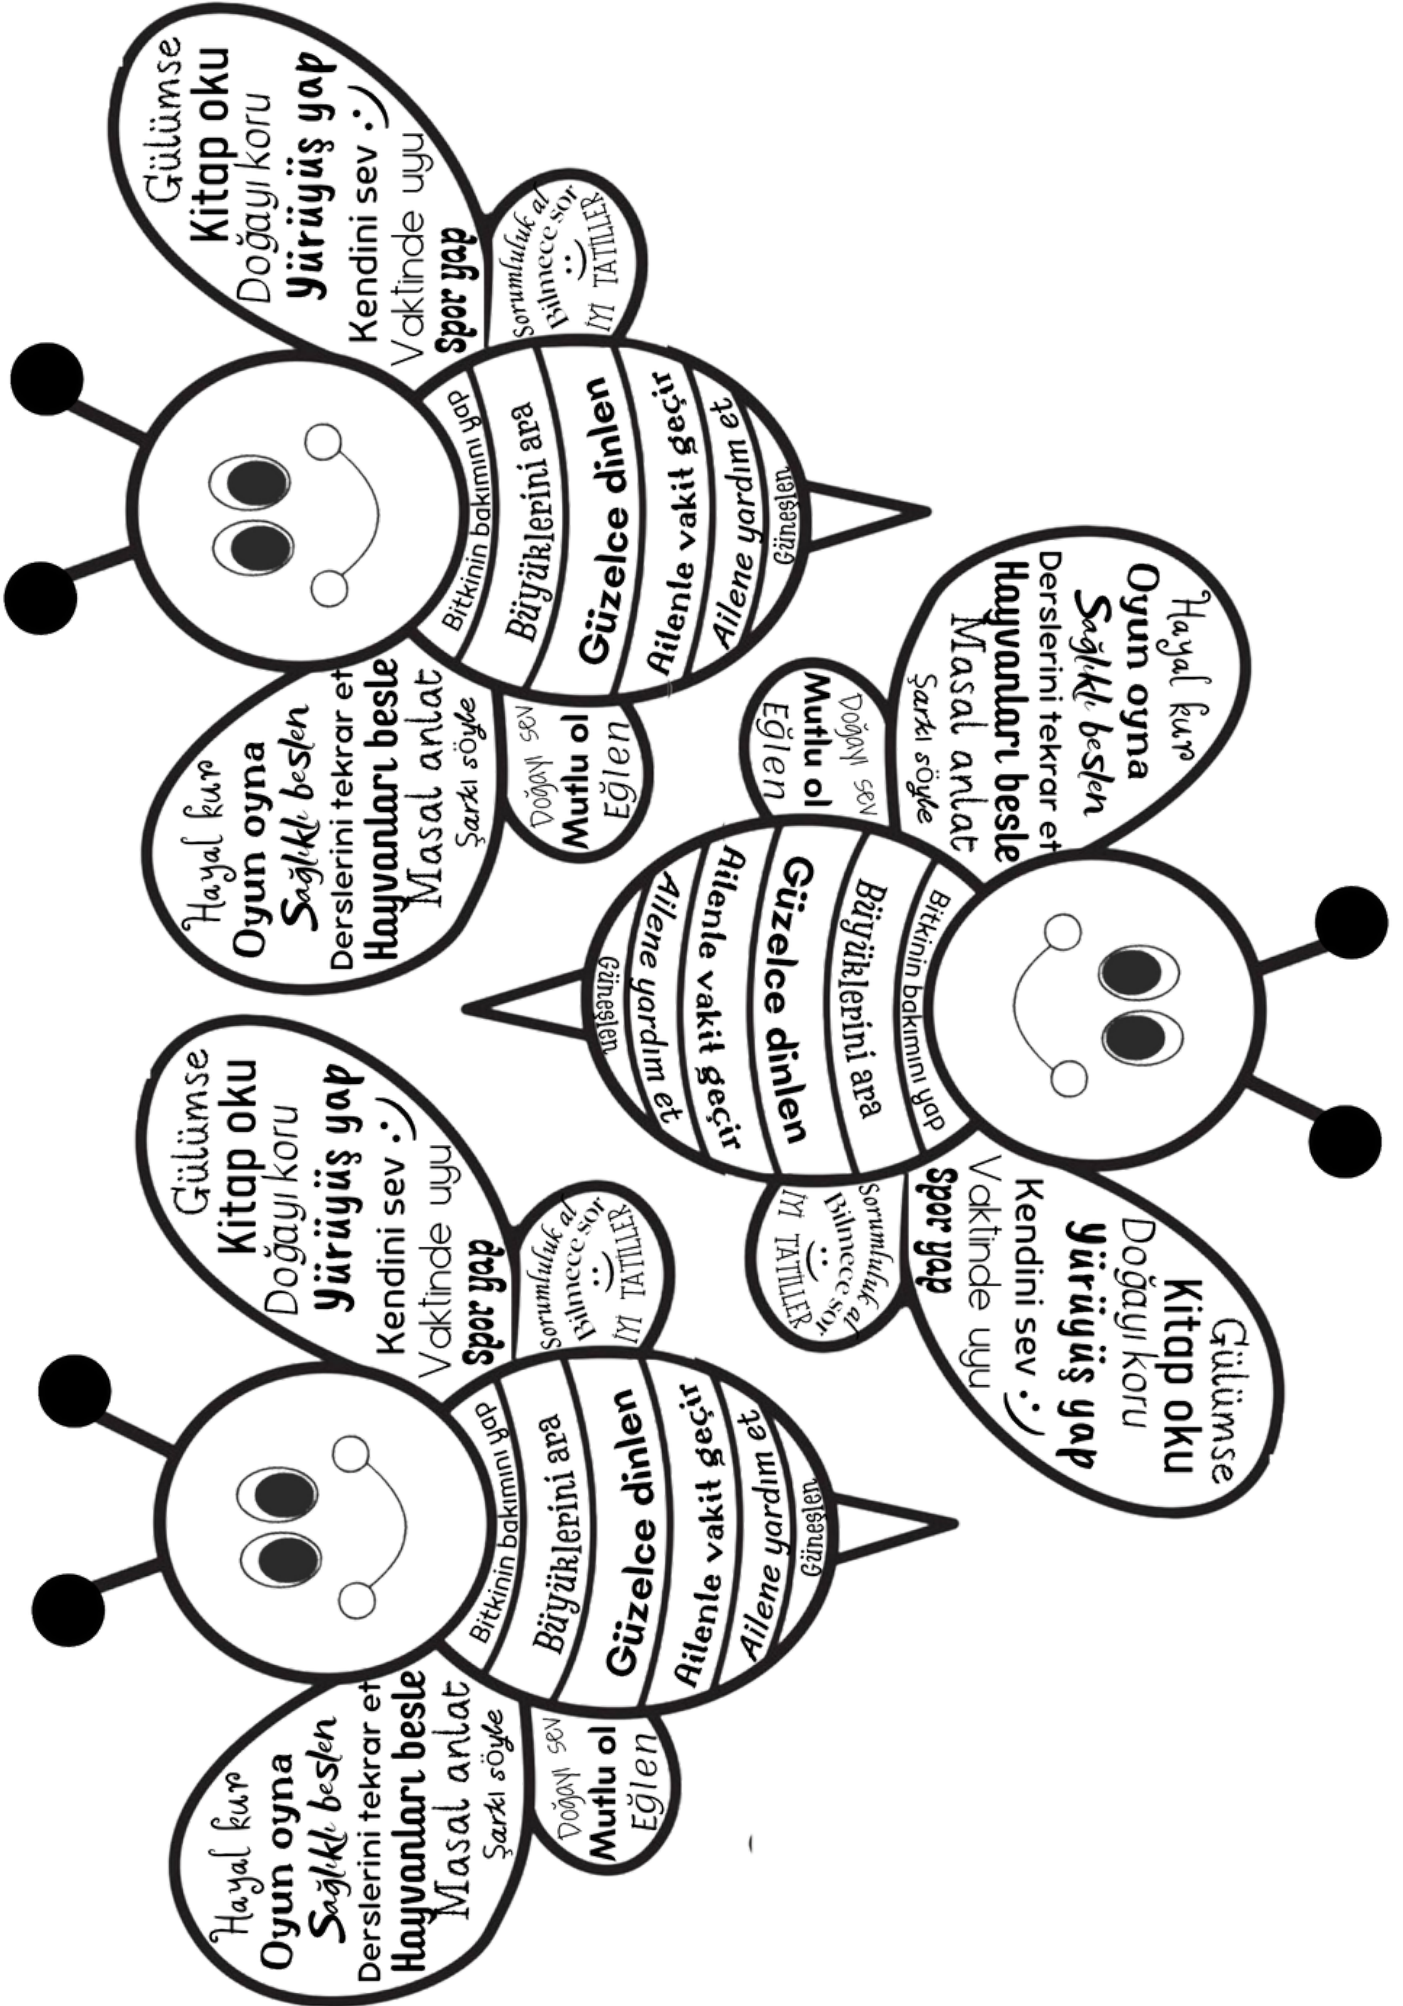 Gülümse
Kitap oku
Doğayı koru
Yürüyüş yap
Kendini sev :)
Vaktinde uyu
Spor yap
Sorumluluk al
Bilmece sor
:)
İYİ TATİLLER
Bitkinin bakımını yap
Büyüklerini ara
Güzelce dinlen
Ailenle vakit geçir
Ailene yardım et
Güneşlen
Hayal kur
Oyun oyna
Sağlıklı beslen
Derslerini tekrar et
Hayvanları besle
Masal anlat
Şarkı söyle
Doğayı sev
Mutlu ol
Eğlen
Hayal kur
Oyun oyna
Sağlıklı beslen
Derslerini tekrar et
Hayvanları besle
Masal anlat
Şarkı söyle
Doğayı sev
Mutlu ol
Eğlen
Bitkinin bakımını yap
Büyüklerini ara
Güzelce dinlen
Ailenle vakit geçir
Ailene yardım et
Güneşlen
Gülümse
Kitap oku
Doğayı koru
Yürüyüş yap
Kendini sev :)
Vaktinde uyu
Spor yap
Sorumluluk al
Bilmece sor
:)
İYİ TATİLLER
Gülümse
Kitap oku
Doğayı koru
Yürüyüş yap
Kendini sev :)
Vaktinde uyu
Spor yap
Sorumluluk al
Bilmece sor
:)
İYİ TATİLLER
Bitkinin bakımını yap
Büyüklerini ara
Güzelce dinlen
Ailenle vakit geçir
Ailene yardım et
Güneşlen
Hayal kur
Oyun oyna
Sağlıklı beslen
Derslerini tekrar et
Hayvanları besle
Masal anlat
Şarkı söyle
Doğayı sev
Mutlu ol
Eğlen